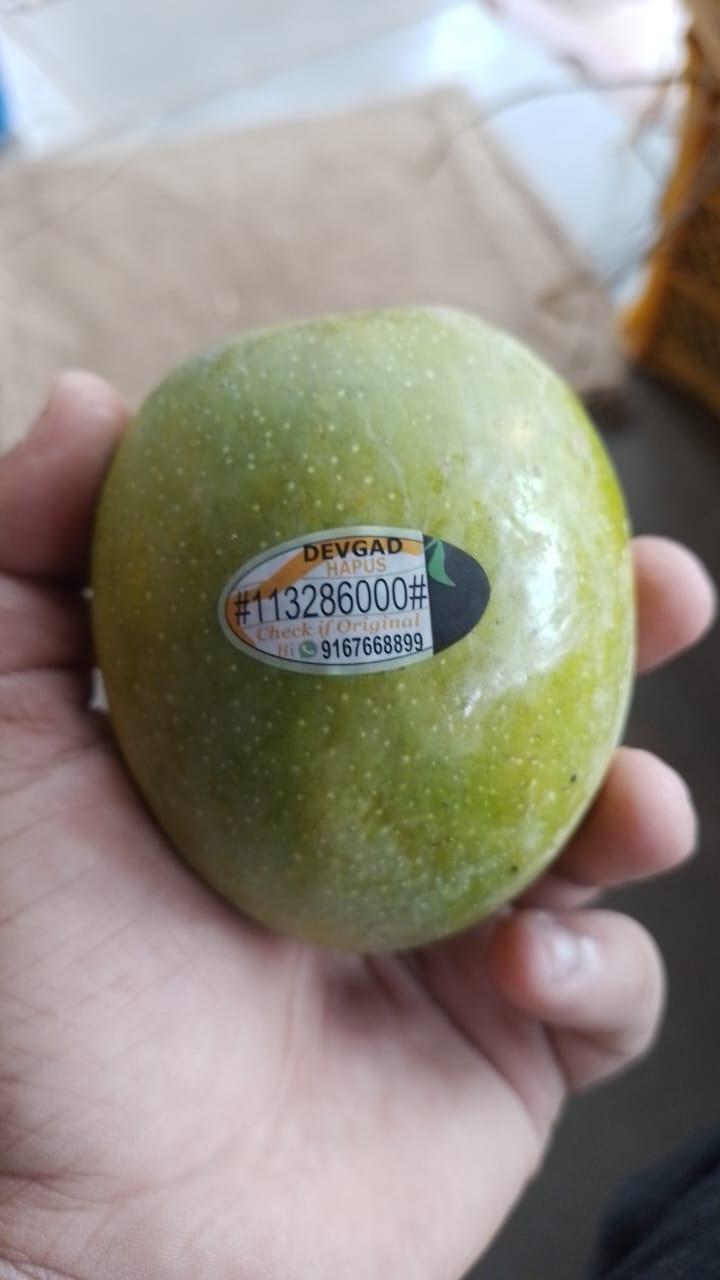 DEVGAD
HAPUS
#113286000#
Check if Original
Hi 9167668899